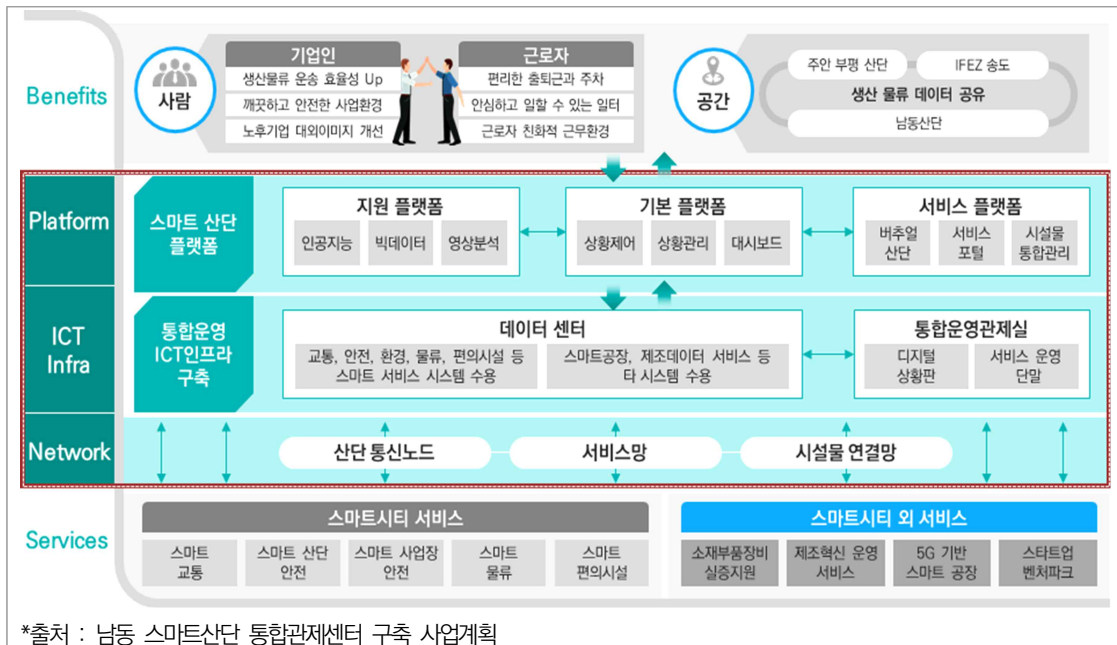 Benefits
사람
기업인
생산물류 운송 효율성 Up
깨끗하고 안전한 사업환경
노후기업 대외이미지 개선
근로자
편리한 출퇴근과 주차
안심하고 일할 수 있는 일터
근로자 친화적 근무환경
공간
주안 부평 산단
IFEZ 송도
생산 물류 데이터 공유
남동산단
Platform
스마트 산단
플랫폼
지원 플랫폼
인공지능
빅데이터
영상분석
기본 플랫폼
상황제어
상황관리
대시보드
서비스 플랫폼
버추얼
산단
서비스
포털
시설물
통합관리
ICT
Infra
통합운영
ICT인프라
구축
데이터 센터
교통, 안전, 환경, 물류, 편의시설 등
스마트 서비스 시스템 수용
스마트공장, 제조데이터 서비스 등
타 시스템 수용
통합운영관제실
디지털
상황판
서비스 운영
단말
Network
산단 통신노드
서비스망
시설물 연결망
Services
스마트시티 서비스
스마트
교통
스마트 산단
안전
스마트 사업장
안전
스마트
물류
스마트
편의시설
스마트시티 외 서비스
소재부품장비
실증지원
제조혁신 운영
서비스
5G 기반
스마트 공장
스타트업
벤처파크
*출처 : 남동 스마트산단 통합관제센터 구축 사업계획